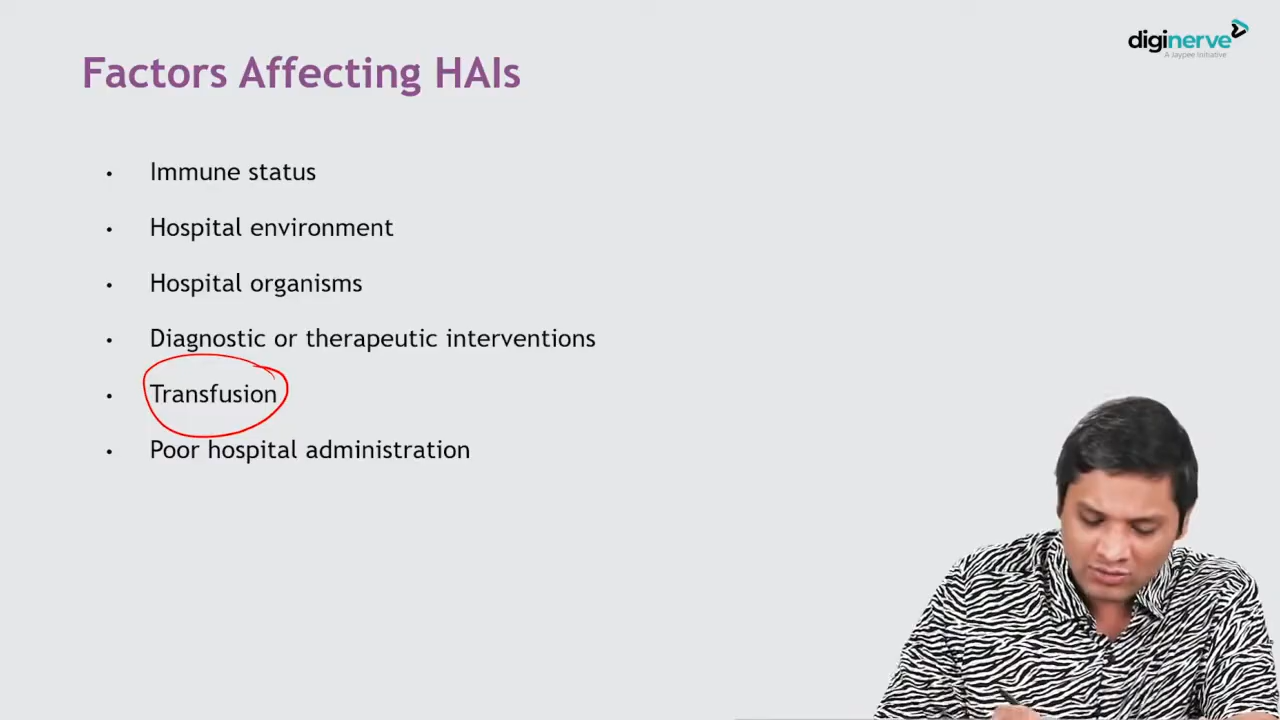 diginerve
A Jaypee Initiative
Factors Affecting HAIs
• Immune status
• Hospital environment
• Hospital organisms
• Diagnostic or therapeutic interventions
• Transfusion
• Poor hospital administration